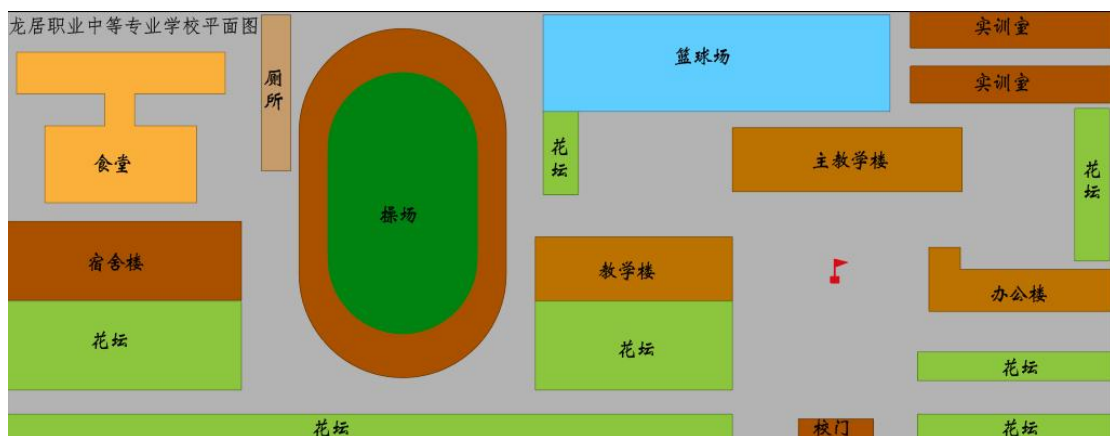 龙居职业中等专业学校平面图
实训室
篮球场
厕所
实训室
花坛
主教学楼
食堂
花坛
操场
宿舍楼
教学楼
办公楼
花坛
花坛
花坛
花坛
校门
花坛